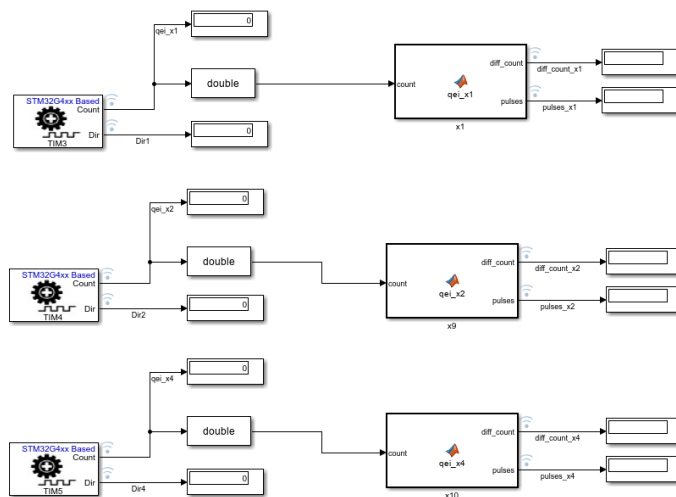 0
qei_x1
double
STM32G4xx Based
Count
Dir
TIM3
Dir1
0
count
qei_x1
diff_count
pulses
x1
diff_count_x1
pulses_x1
0
qei_x2
double
STM32G4xx Based
Count
Dir
TIM4
Dir2
0
count
qei_x2
diff_count
pulses
x9
diff_count_x2
pulses_x2
0
qei_x4
double
STM32G4xx Based
Count
Dir
TIM5
Dir4
0
count
qei_x4
diff_count
pulses
x10
diff_count_x4
pulses_x4